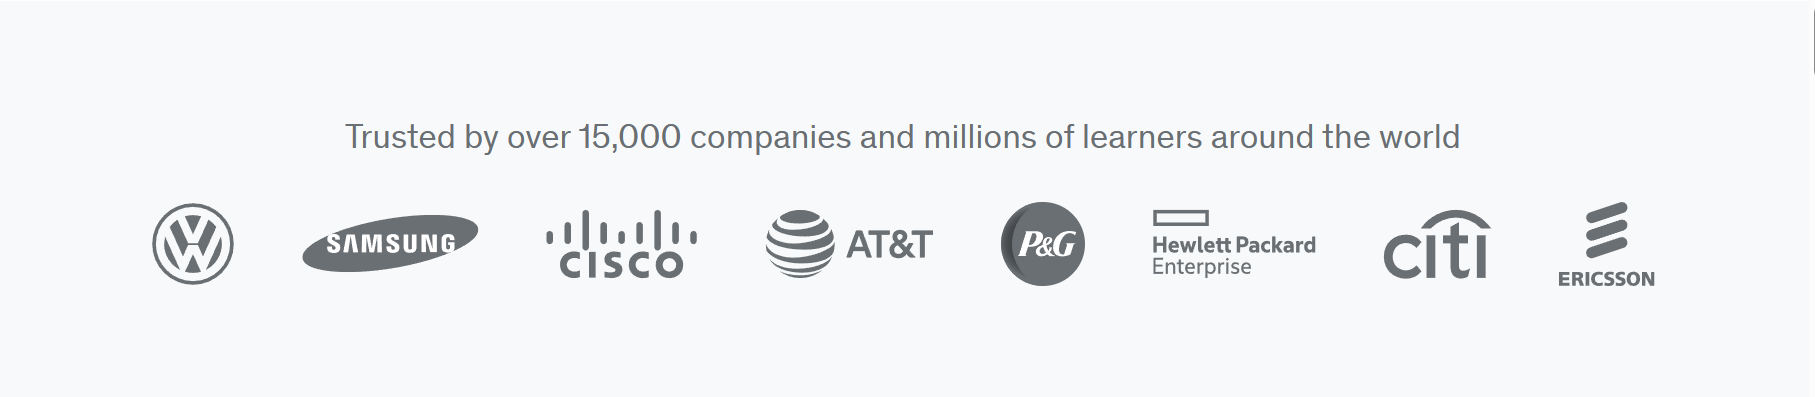 Trusted by over 15,000 companies and millions of learners around the world
VW
SAMSUNG
CISCO
AT&T
P&G
Hewlett Packard
Enterprise
citi
ERICSSON